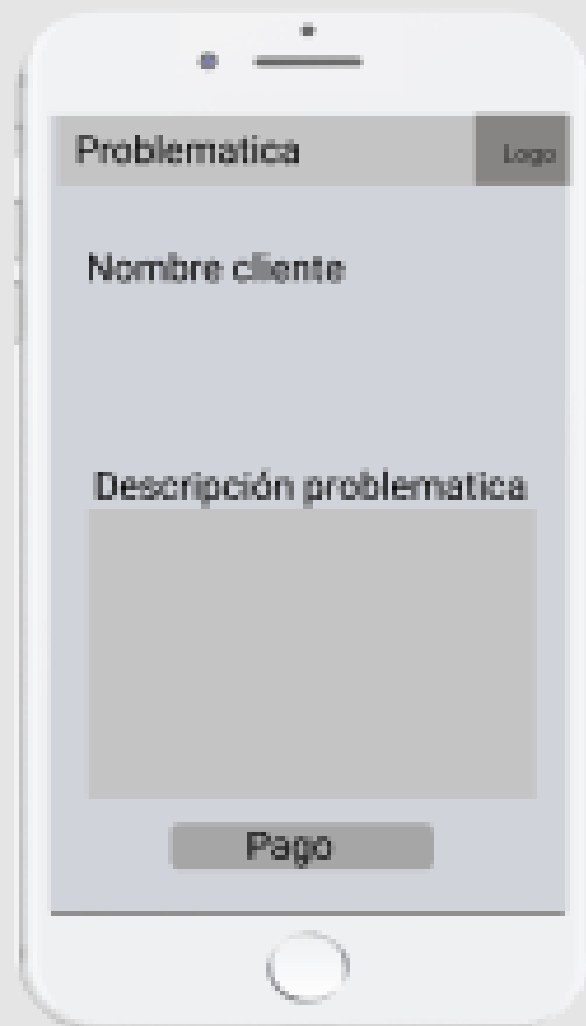 Problematica
Logo
Nombre cliente
Descripción problematica
Pago